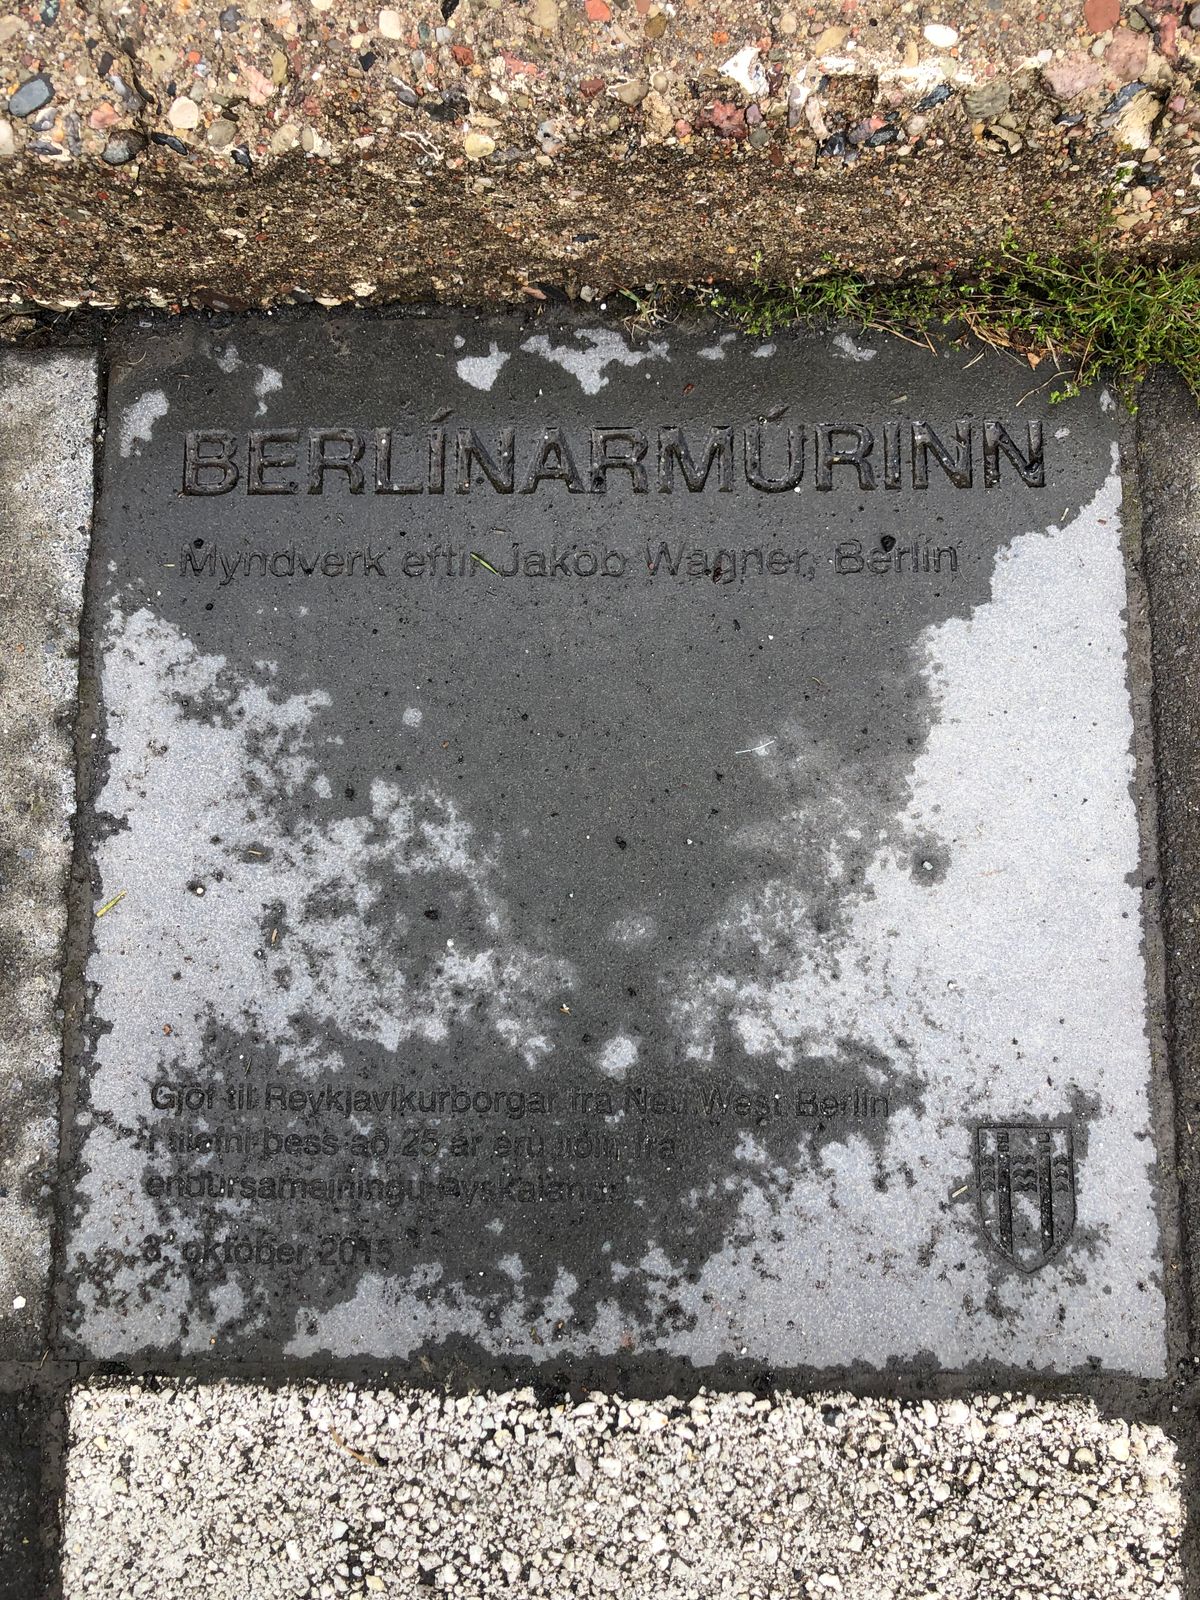 BERLÍNARMÚRINN
Myndverk eftir Jakob Wagner, Berlín
Gjöf til Reykjavíkurborgar frá Neu West Berlin
í tilefni þess að 25 ár eru liðin frá
endursameiningu Þýskalands
3. október 2015